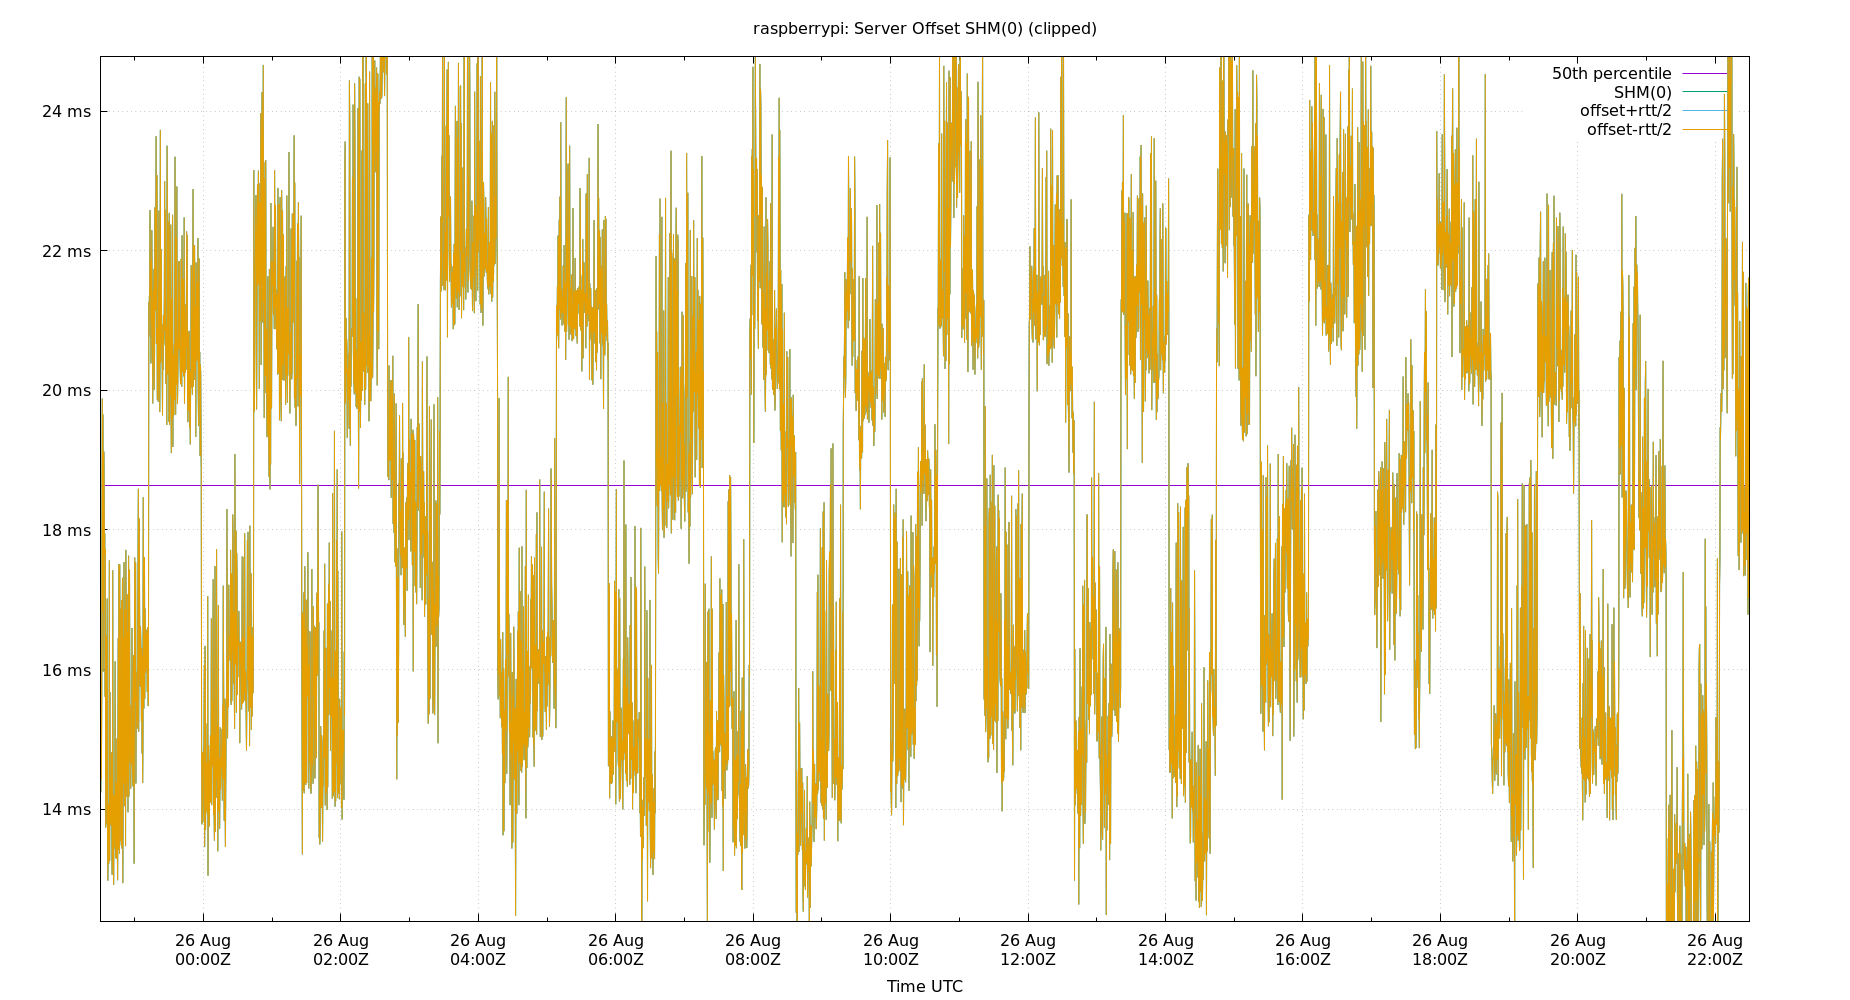 raspberrypi: Server Offset SHM(0) (clipped)
50th percentile
SHM(0)
offset+rtt/2
offset-rtt/2
24 ms
22 ms
20 ms
18 ms
16 ms
14 ms
26 Aug 26 Aug 26 Aug 26 Aug 26 Aug 26 Aug 26 Aug 26 Aug 26 Aug 26 Aug 26 Aug 26 Aug
00:00Z 02:00Z 04:00Z 06:00Z 08:00Z 10:00Z 12:00Z 14:00Z 16:00Z 18:00Z 20:00Z 22:00Z
Time UTC